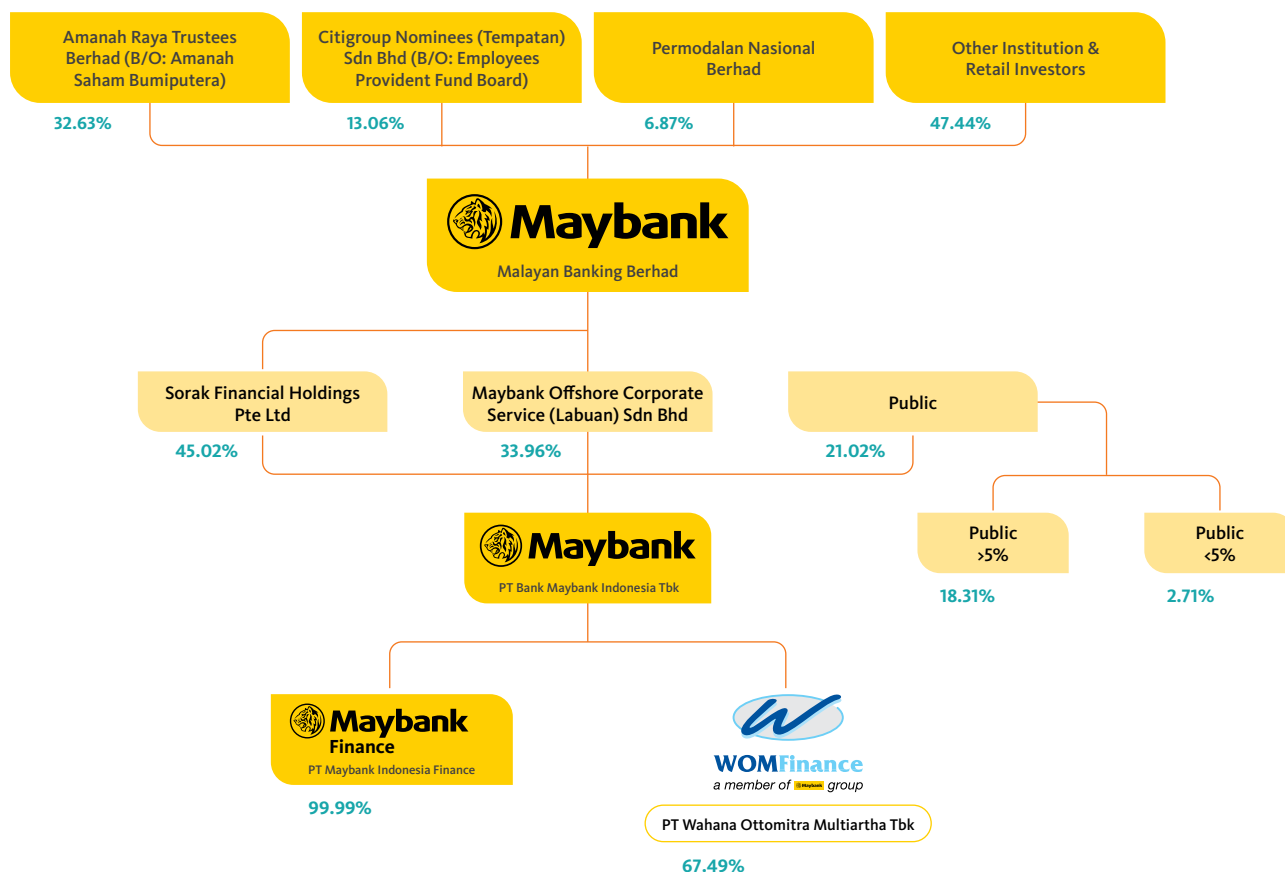 Amanah Raya Trustees
Berhad (B/O: Amanah
Saham Bumiputera)
Citigroup Nominees (Tempatan)
Sdn Bhd (B/O: Employees
Provident Fund Board)
Permodalan Nasional
Berhad
Other Institution &
Retail Investors
32.63%
13.06%
6.87%
47.44%
Maybank
Malayan Banking Berhad
Sorak Financial Holdings
Pte Ltd
Maybank Offshore Corporate
Service (Labuan) Sdn Bhd
Public
45.02%
33.96%
21.02%
Public
>5%
Public
<5%
18.31%
2.71%
Maybank
PT Bank Maybank Indonesia Tbk
Maybank
Finance
PT Maybank Indonesia Finance
99.99%
W
WOMFinance
a member of Maybank group
PT Wahana Ottomitra Multiartha Tbk
67.49%